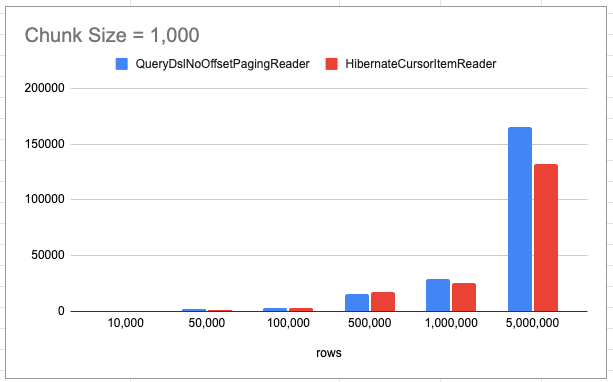 Chunk Size = 1,000
QueryDslNoOffsetPagingReader HibernateCursorItemReader
200000
150000
100000
50000
0
10,000 50,000 100,000 500,000 1,000,000 5,000,000
rows